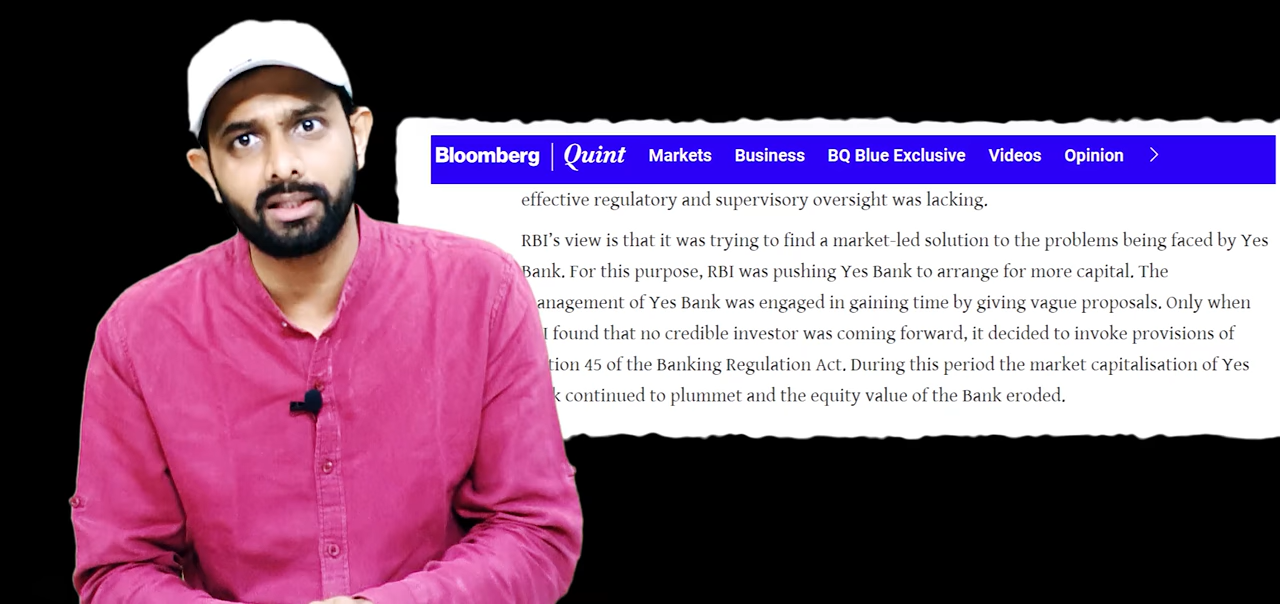 Bloomberg | Quint Markets Business BQ Blue Exclusive Videos Opinion
effective regulatory and supervisory oversight was lacking.
RBI's view is that it was trying to find a market-led solution to the problems being faced by Yes
Bank. For this purpose, RBI was pushing Yes Bank to arrange for more capital. The
anagement of Yes Bank was engaged in gaining time by giving vague proposals. Only when
I found that no credible investor was coming forward, it decided to invoke provisions of
tion 45 of the Banking Regulation Act. During this period the market capitalisation of Yes
k continued to plummet and the equity value of the Bank eroded.